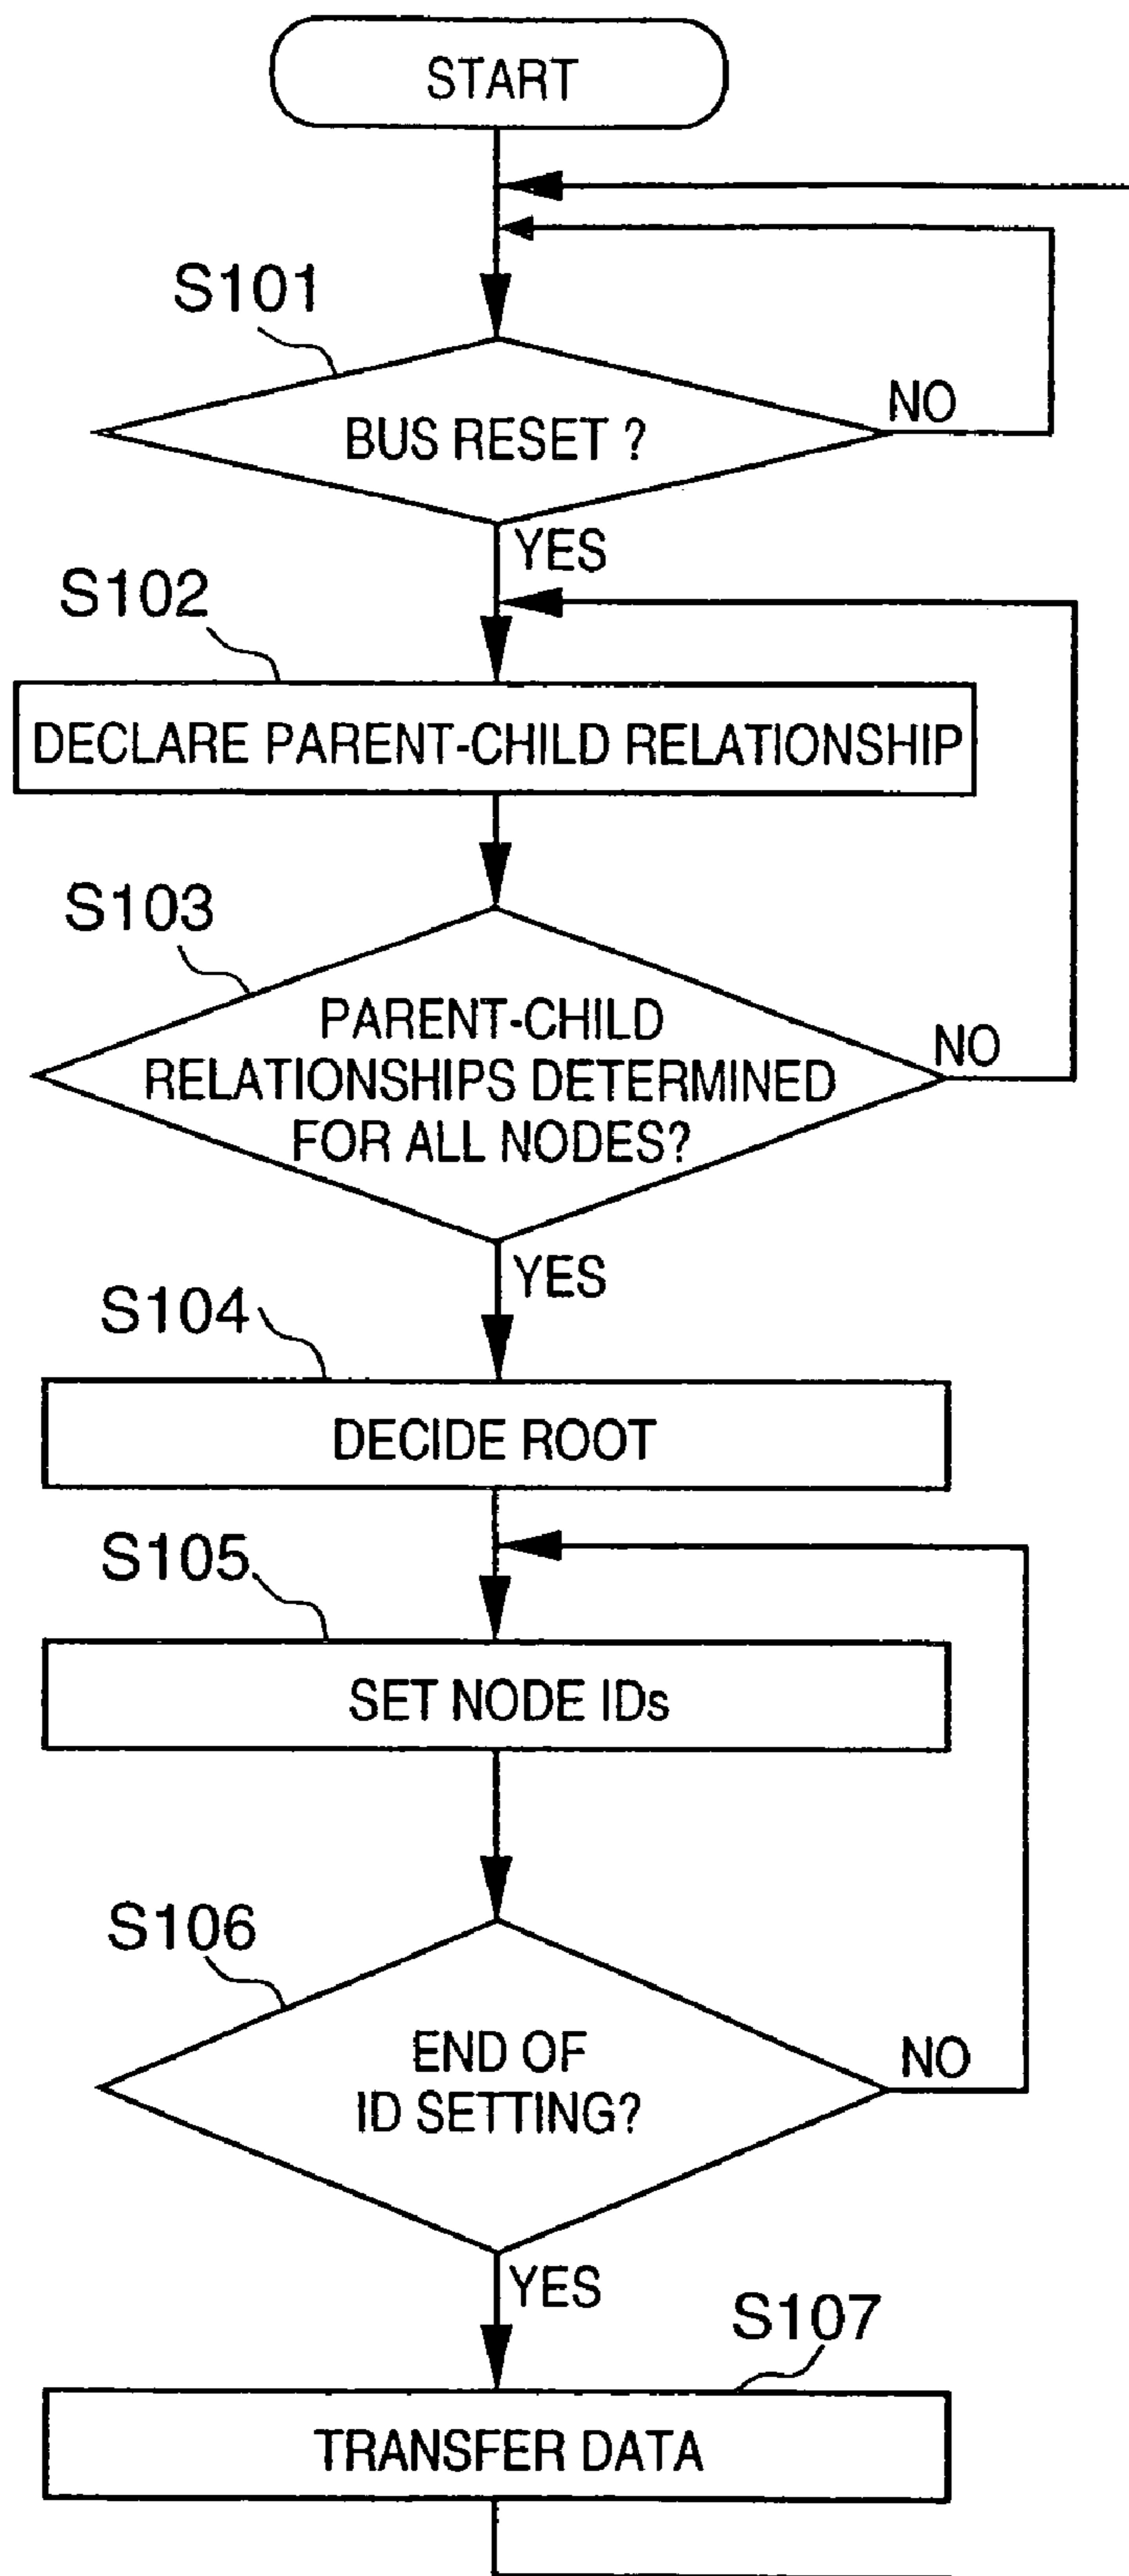 START
S101
BUS RESET ?
NO
YES
S102
DECLARE PARENT-CHILD RELATIONSHIP
S103
PARENT-CHILD
RELATIONSHIPS DETERMINED
FOR ALL NODES?
NO
YES
S104
DECIDE ROOT
S105
SET NODE IDs
S106
END OF
ID SETTING?
NO
YES
S107
TRANSFER DATA